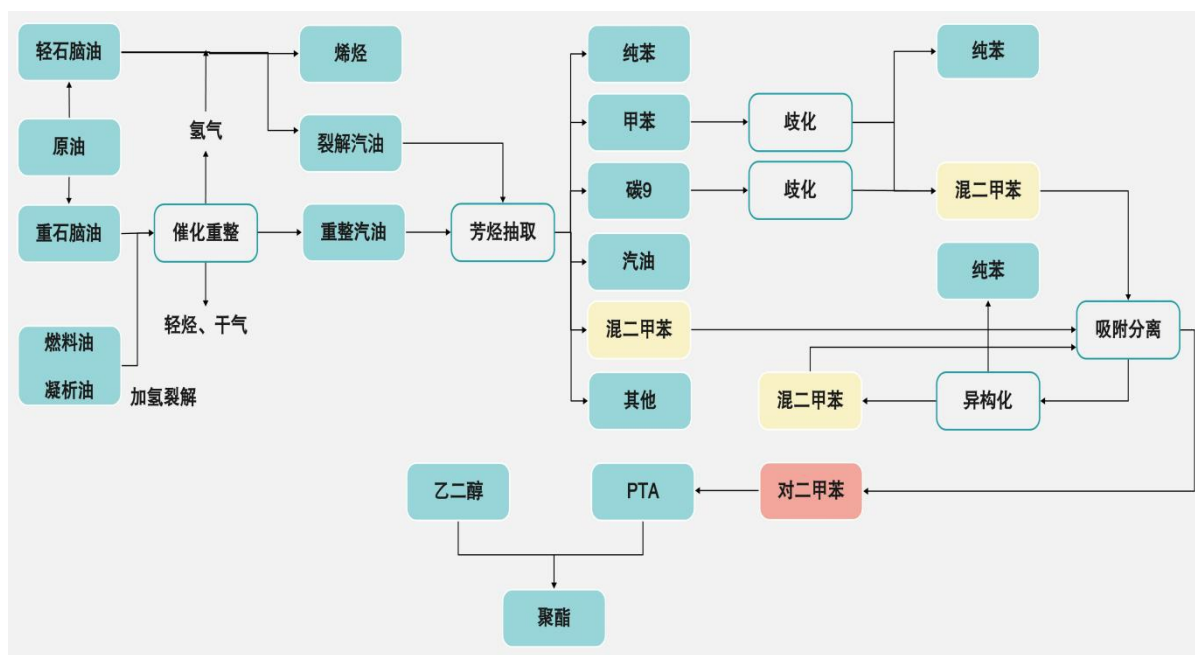 轻石脑油
烯烃
纯苯
纯苯
氢气
甲苯
歧化
原油
裂解汽油
碳9
歧化
混二甲苯
重石脑油
催化重整
重整汽油
芳烃抽取
汽油
纯苯
轻烃、干气
混二甲苯
吸附分离
燃料油
凝析油
加氢裂解
其他
混二甲苯
异构化
乙二醇
PTA
对二甲苯
聚酯